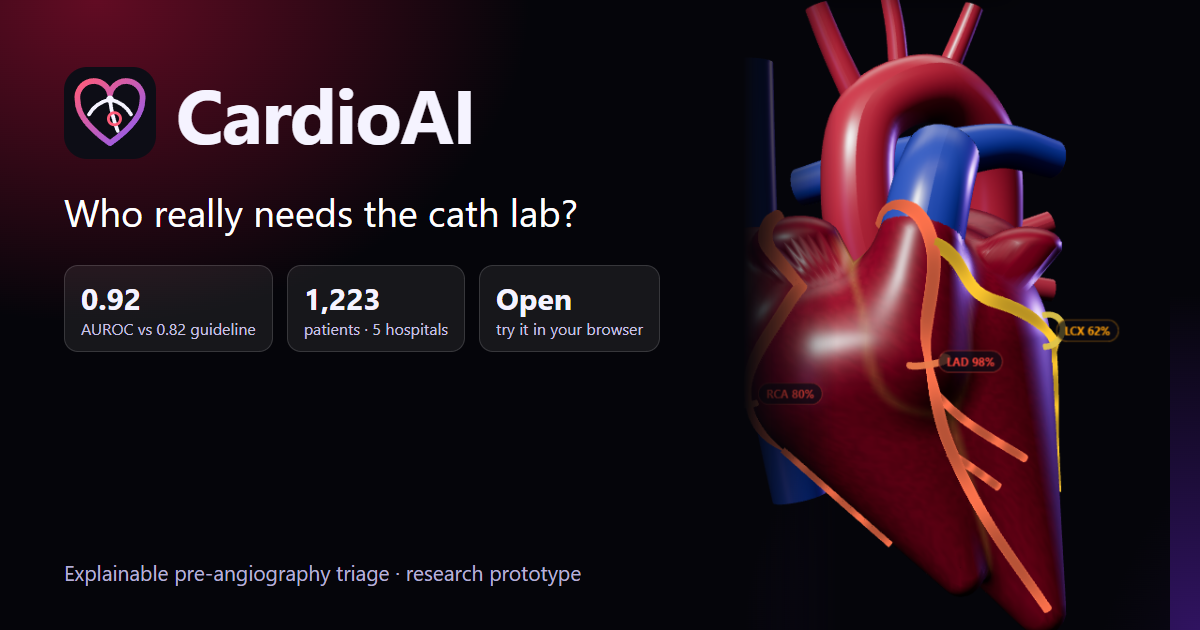 CardioAI
Who really needs the cath lab?
0.92
AUROC vs 0.82 guideline
1,223
patients · 5 hospitals
Open
try it in your browser
LCX 62%
LAD 98%
RCA 80%
Explainable pre-angiography triage · research prototype